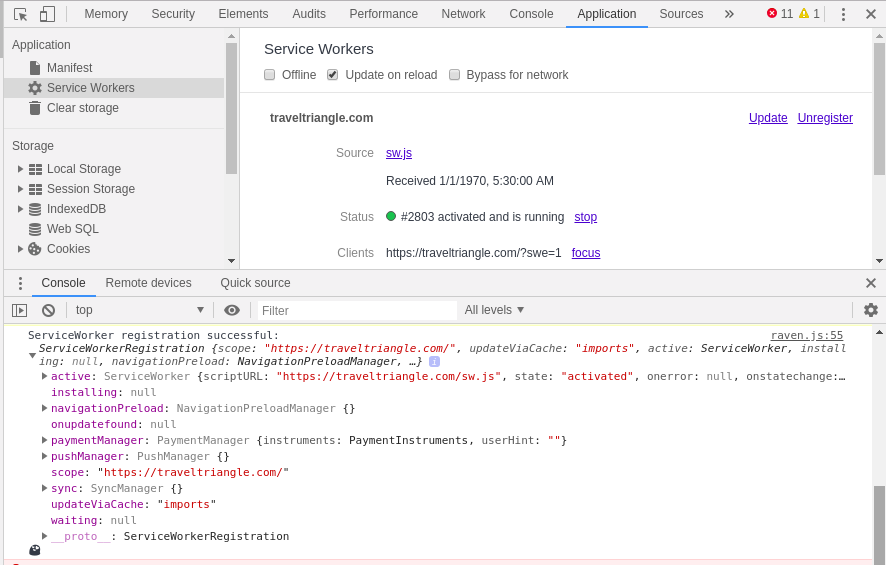 Memory Security Elements Audits Performance Network Console Application Sources » 11 1
Application
Manifest
Service Workers
Clear storage
Storage
Local Storage
Session Storage
IndexedDB
Web SQL
Cookies
Service Workers
Offline Update on reload Bypass for network
traveltriangle.com Update Unregister
Source sw.js
Received 1/1/1970, 5:30:00 AM
Status #2803 activated and is running stop
Clients https://traveltriangle.com/?swe=1 focus
Console Remote devices Quick source
top Filter All levels
ServiceWorker registration successful: raven.js:55
ServiceWorkerRegistration {scope: "https://traveltriangle.com/", updateViaCache: "imports", active: ServiceWorker, install
ing: null, navigationPreload: NavigationPreloadManager, …} i
active: ServiceWorker {scriptURL: "https://traveltriangle.com/sw.js", state: "activated", onerror: null, onstatechange:…
installing: null
navigationPreload: NavigationPreloadManager {}
onupdatefound: null
paymentManager: PaymentManager {instruments: PaymentInstruments, userHint: ""}
pushManager: PushManager {}
scope: "https://traveltriangle.com/"
sync: SyncManager {}
updateViaCache: "imports"
waiting: null
__proto__: ServiceWorkerRegistration